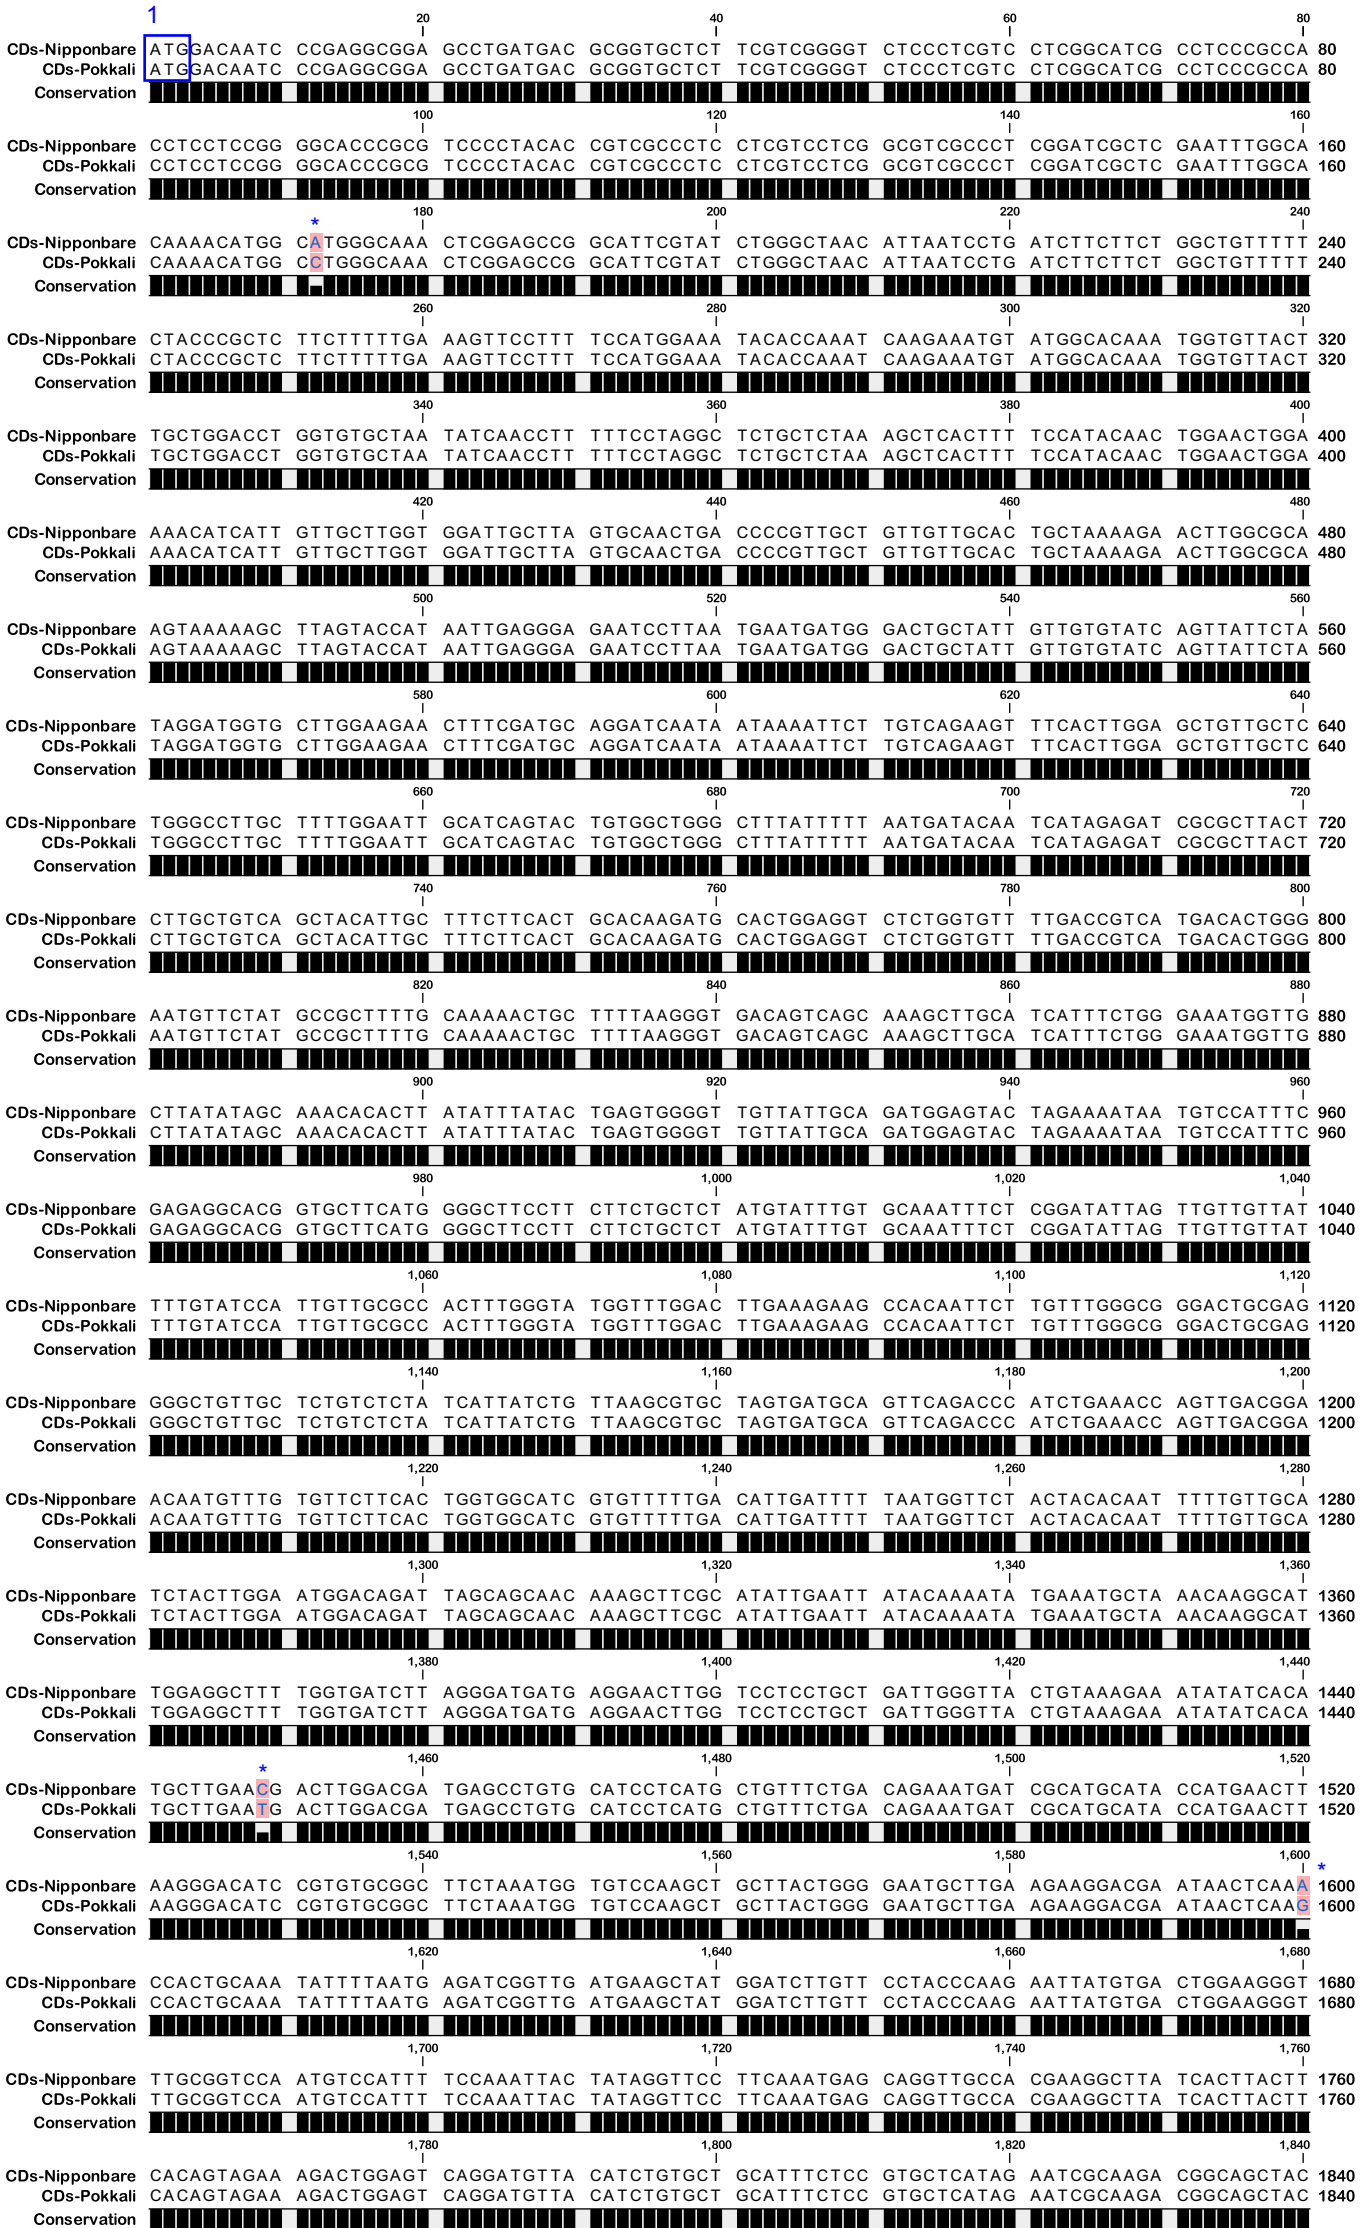 1
20 40 60 80
CDs-Nipponbare ATGGACAATC CCGAGGCGGA GCCTGATGAC GCGGTGCTCT TCGTCGGGGT CTCCCTCGTC CTCGGCATCG CCTCCCGCCA 80
CDs-Pokkali ATGGACAATC CCGAGGCGGA GCCTGATGAC GCGGTGCTCT TCGTCGGGGT CTCCCTCGTC CTCGGCATCG CCTCCCGCCA 80
Conservation
100 120 140 160
CDs-Nipponbare CCTCCTCCGG GGCACCCGCG TCCCCTACAC CGTCGCCCTC CTCGTCCTCG GCGTCGCCCT CGGATCGCTC GAATTTGGCA 160
CDs-Pokkali CCTCCTCCGG GGCACCCGCG TCCCCTACAC CGTCGCCCTC CTCGTCCTCG GCGTCGCCCT CGGATCGCTC GAATTTGGCA 160
Conservation
*
180 200 220 240
CDs-Nipponbare CAAAACATGG CATGGGCAAA CTCGGAGCCG GCATTCGTAT CTGGGCTAAC ATTAATCCTG ATCTTCTTCT GGCTGTTTTT 240
CDs-Pokkali CAAAACATGG CCTGGGCAAA CTCGGAGCCG GCATTCGTAT CTGGGCTAAC ATTAATCCTG ATCTTCTTCT GGCTGTTTTT 240
Conservation
260 280 300 320
CDs-Nipponbare CTACCCGCTC TTCTTTTTGA AAGTTCCTTT TCCATGGAAA TACACCAAAT CAAGAAATGT ATGGCACAAA TGGTGTTACT 320
CDs-Pokkali CTACCCGCTC TTCTTTTTGA AAGTTCCTTT TCCATGGAAA TACACCAAAT CAAGAAATGT ATGGCACAAA TGGTGTTACT 320
Conservation
340 360 380 400
CDs-Nipponbare TGCTGGACCT GGTGTGCTAA TATCAACCTT TTTCCTAGGC TCTGCTCTAA AGCTCACTTT TCCATACAAC TGGAACTGGA 400
CDs-Pokkali TGCTGGACCT GGTGTGCTAA TATCAACCTT TTTCCTAGGC TCTGCTCTAA AGCTCACTTT TCCATACAAC TGGAACTGGA 400
Conservation
420 440 460 480
CDs-Nipponbare AAACATCATT GTTGCTTGGT GGATTGCTTA GTGCAACTGA CCCCGTTGCT GTTGTTGCAC TGCTAAAAGA ACTTGGCGCA 480
CDs-Pokkali AAACATCATT GTTGCTTGGT GGATTGCTTA GTGCAACTGA CCCCGTTGCT GTTGTTGCAC TGCTAAAAGA ACTTGGCGCA 480
Conservation
500 520 540 560
CDs-Nipponbare AGTAAAAAGC TTAGTACCAT AATTGAGGGA GAATCCTTAA TGAATGATGG GACTGCTATT GTTGTGTATC AGTTATTCTA 560
CDs-Pokkali AGTAAAAAGC TTAGTACCAT AATTGAGGGA GAATCCTTAA TGAATGATGG GACTGCTATT GTTGTGTATC AGTTATTCTA 560
Conservation
580 600 620 640
CDs-Nipponbare TAGGATGGTG CTTGGAAGAA CTTTCGATGC AGGATCAATA ATAAAATTCT TGTCAGAAGT TTCACTTGGA GCTGTTGCTC 640
CDs-Pokkali TAGGATGGTG CTTGGAAGAA CTTTCGATGC AGGATCAATA ATAAAATTCT TGTCAGAAGT TTCACTTGGA GCTGTTGCTC 640
Conservation
660 680 700 720
CDs-Nipponbare TGGGCCTTGC TTTTGGAATT GCATCAGTAC TGTGGCTGGG CTTTATTTTT AATGATACAA TCATAGAGAT CGCGCTTACT 720
CDs-Pokkali TGGGCCTTGC TTTTGGAATT GCATCAGTAC TGTGGCTGGG CTTTATTTTT AATGATACAA TCATAGAGAT CGCGCTTACT 720
Conservation
740 760 780 800
CDs-Nipponbare CTTGCTGTCA GCTACATTGC TTTCTTCACT GCACAAGATG CACTGGAGGT CTCTGGTGTT TTGACCGTCA TGACACTGGG 800
CDs-Pokkali CTTGCTGTCA GCTACATTGC TTTCTTCACT GCACAAGATG CACTGGAGGT CTCTGGTGTT TTGACCGTCA TGACACTGGG 800
Conservation
820 840 860 880
CDs-Nipponbare AATGTTCTAT GCCGCTTTTG CAAAAACTGC TTTTAAGGGT GACAGTCAGC AAAGCTTGCA TCATTTCTGG GAAATGGTTG 880
CDs-Pokkali AATGTTCTAT GCCGCTTTTG CAAAAACTGC TTTTAAGGGT GACAGTCAGC AAAGCTTGCA TCATTTCTGG GAAATGGTTG 880
Conservation
900 920 940 960
CDs-Nipponbare CTTATATAGC AAACACACTT ATATTTATAC TGAGTGGGGT TGTTATTGCA GATGGAGTAC TAGAAAATAA TGTCCATTTC 960
CDs-Pokkali CTTATATAGC AAACACACTT ATATTTATAC TGAGTGGGGT TGTTATTGCA GATGGAGTAC TAGAAAATAA TGTCCATTTC 960
Conservation
980 1,000 1,020 1,040
CDs-Nipponbare GAGAGGCACG GTGCTTCATG GGGCTTCCTT CTTCTGCTCT ATGTATTTGT GCAAATTTCT CGGATATTAG TTGTTGTTAT 1040
CDs-Pokkali GAGAGGCACG GTGCTTCATG GGGCTTCCTT CTTCTGCTCT ATGTATTTGT GCAAATTTCT CGGATATTAG TTGTTGTTAT 1040
Conservation
1,060 1,080 1,100 1,120
CDs-Nipponbare TTTGTATCCA TTGTTGCGCC ACTTTGGGTA TGGTTTGGAC TTGAAAGAAG CCACAATTCT TGTTTGGGCG GGACTGCGAG 1120
CDs-Pokkali TTTGTATCCA TTGTTGCGCC ACTTTGGGTA TGGTTTGGAC TTGAAAGAAG CCACAATTCT TGTTTGGGCG GGACTGCGAG 1120
Conservation
1,140 1,160 1,180 1,200
CDs-Nipponbare GGGCTGTTGC TCTGTCTCTA TCATTATCTG TTAAGCGTGC TAGTGATGCA GTTCAGACCC ATCTGAAACC AGTTGACGGA 1200
CDs-Pokkali GGGCTGTTGC TCTGTCTCTA TCATTATCTG TTAAGCGTGC TAGTGATGCA GTTCAGACCC ATCTGAAACC AGTTGACGGA 1200
Conservation
1,220 1,240 1,260 1,280
CDs-Nipponbare ACAATGTTTG TGTTCTTCAC TGGTGGCATC GTGTTTTTGA CATTGATTTT TAATGGTTCT ACTACACAAT TTTTGTTGCA 1280
CDs-Pokkali ACAATGTTTG TGTTCTTCAC TGGTGGCATC GTGTTTTTGA CATTGATTTT TAATGGTTCT ACTACACAAT TTTTGTTGCA 1280
Conservation
1,300 1,320 1,340 1,360
CDs-Nipponbare TCTACTTGGA ATGGACAGAT TAGCAGCAAC AAAGCTTCGC ATATTGAATT ATACAAAATA TGAAATGCTA AACAAGGCAT 1360
CDs-Pokkali TCTACTTGGA ATGGACAGAT TAGCAGCAAC AAAGCTTCGC ATATTGAATT ATACAAAATA TGAAATGCTA AACAAGGCAT 1360
Conservation
1,380 1,400 1,420 1,440
CDs-Nipponbare TGGAGGCTTT TGGTGATCTT AGGGATGATG AGGAACTTGG TCCTCCTGCT GATTGGGTTA CTGTAAAGAA ATATATCACA 1440
CDs-Pokkali TGGAGGCTTT TGGTGATCTT AGGGATGATG AGGAACTTGG TCCTCCTGCT GATTGGGTTA CTGTAAAGAA ATATATCACA 1440
Conservation
*
1,460 1,480 1,500 1,520
CDs-Nipponbare TGCTTGAACG ACTTGGACGA TGAGCCTGTG CATCCTCATG CTGTTTCTGA CAGAAATGAT CGCATGCATA CCATGAACTT 1520
CDs-Pokkali TGCTTGAATG ACTTGGACGA TGAGCCTGTG CATCCTCATG CTGTTTCTGA CAGAAATGAT CGCATGCATA CCATGAACTT 1520
Conservation
1,540 1,560 1,580 1,600
*
CDs-Nipponbare AAGGGACATC CGTGTGCGGC TTCTAAATGG TGTCCAAGCT GCTTACTGGG GAATGCTTGA AGAAGGACGA ATAACTCAAA 1600
CDs-Pokkali AAGGGACATC CGTGTGCGGC TTCTAAATGG TGTCCAAGCT GCTTACTGGG GAATGCTTGA AGAAGGACGA ATAACTCAAG 1600
Conservation
1,620 1,640 1,660 1,680
CDs-Nipponbare CCACTGCAAA TATTTTAATG AGATCGGTTG ATGAAGCTAT GGATCTTGTT CCTACCCAAG AATTATGTGA CTGGAAGGGT 1680
CDs-Pokkali CCACTGCAAA TATTTTAATG AGATCGGTTG ATGAAGCTAT GGATCTTGTT CCTACCCAAG AATTATGTGA CTGGAAGGGT 1680
Conservation
1,700 1,720 1,740 1,760
CDs-Nipponbare TTGCGGTCCA ATGTCCATTT TCCAAATTAC TATAGGTTCC TTCAAATGAG CAGGTTGCCA CGAAGGCTTA TCACTTACTT 1760
CDs-Pokkali TTGCGGTCCA ATGTCCATTT TCCAAATTAC TATAGGTTCC TTCAAATGAG CAGGTTGCCA CGAAGGCTTA TCACTTACTT 1760
Conservation
1,780 1,800 1,820 1,840
CDs-Nipponbare CACAGTAGAA AGACTGGAGT CAGGATGTTA CATCTGTGCT GCATTTCTCC GTGCTCATAG AATCGCAAGA CGGCAGCTAC 1840
CDs-Pokkali CACAGTAGAA AGACTGGAGT CAGGATGTTA CATCTGTGCT GCATTTCTCC GTGCTCATAG AATCGCAAGA CGGCAGCTAC 1840
Conservation